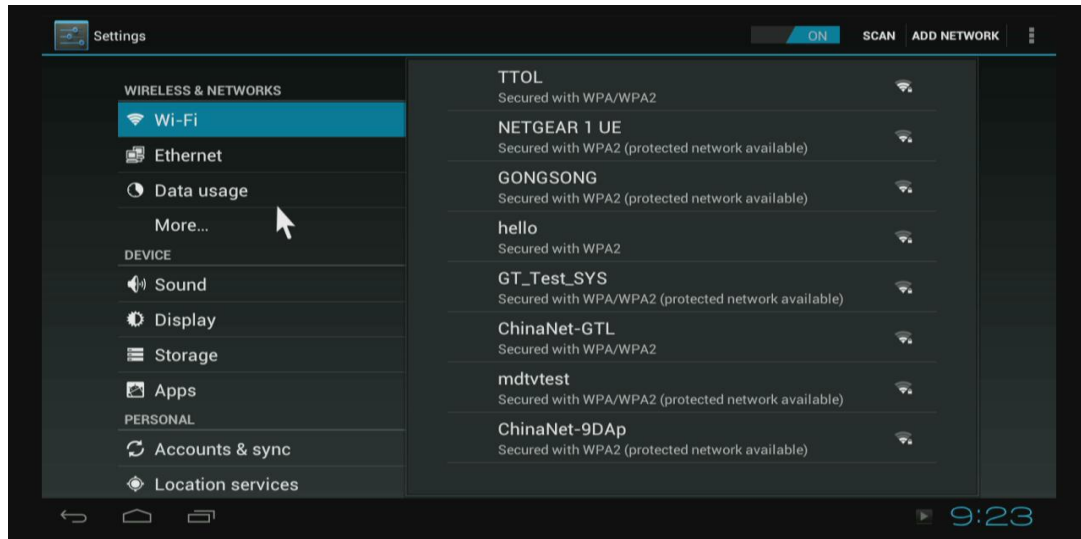 Settings
ON SCAN ADD NETWORK
WIRELESS & NETWORKS
Wi-Fi
Ethernet
Data usage
More...
DEVICE
Sound
Display
Storage
Apps
PERSONAL
Accounts & sync
Location services
TTOL
Secured with WPA/WPA2
NETGEAR 1 UE
Secured with WPA2 (protected network available)
GONGSONG
Secured with WPA2 (protected network available)
hello
Secured with WPA2
GT_Test_SYS
Secured with WPA/WPA2 (protected network available)
ChinaNet-GTL
Secured with WPA/WPA2
mdtvtest
Secured with WPA/WPA2 (protected network available)
ChinaNet-9DAp
Secured with WPA2 (protected network available)
9:23